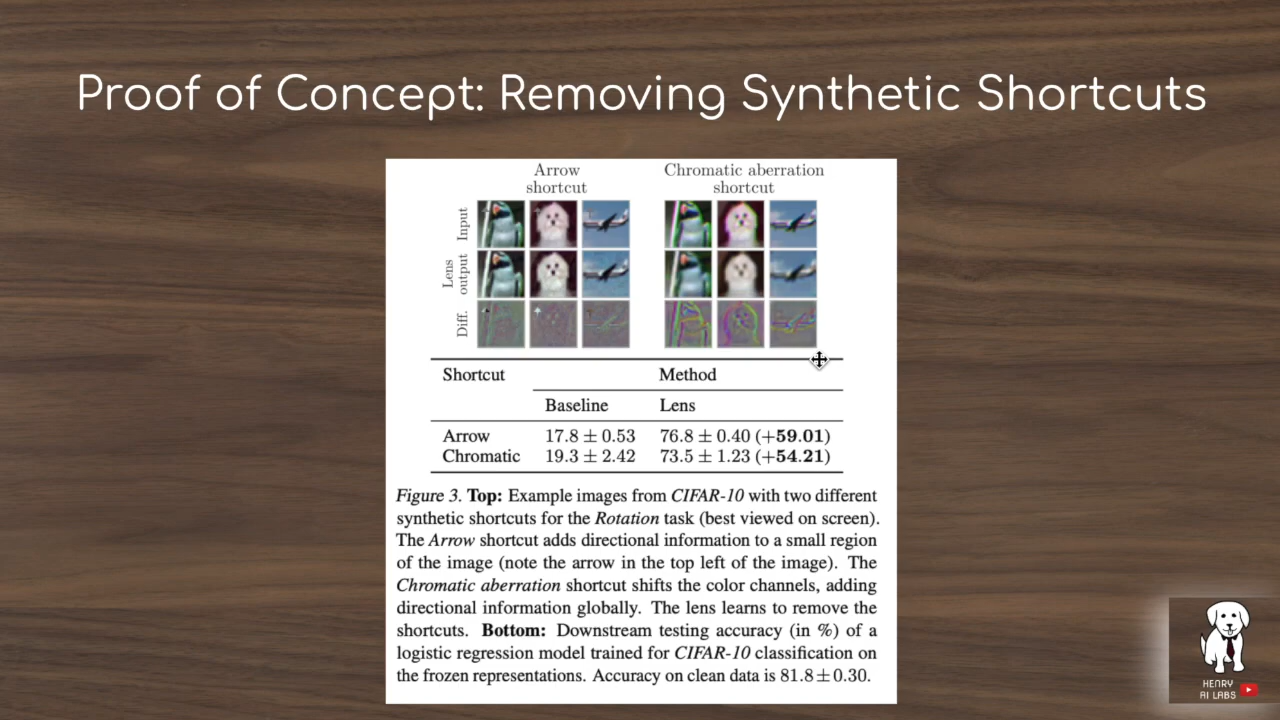 Proof of Concept: Removing Synthetic Shortcuts
Arrow
shortcut
Chromatic aberration
shortcut
Input
Lens
output
Diff.
Shortcut Method
Baseline Lens
Arrow 17.8 ± 0.53 76.8 ± 0.40 (+59.01)
Chromatic 19.3 ± 2.42 73.5 ± 1.23 (+54.21)
Figure 3. Top: Example images from CIFAR-10 with two different
synthetic shortcuts for the Rotation task (best viewed on screen).
The Arrow shortcut adds directional information to a small region
of the image (note the arrow in the top left of the image). The
Chromatic aberration shortcut shifts the color channels, adding
directional information globally. The lens learns to remove the
shortcuts. Bottom: Downstream testing accuracy (in %) of a
logistic regression model trained for CIFAR-10 classification on
the frozen representations. Accuracy on clean data is 81.8 ± 0.30.
HENRY
AI LABS